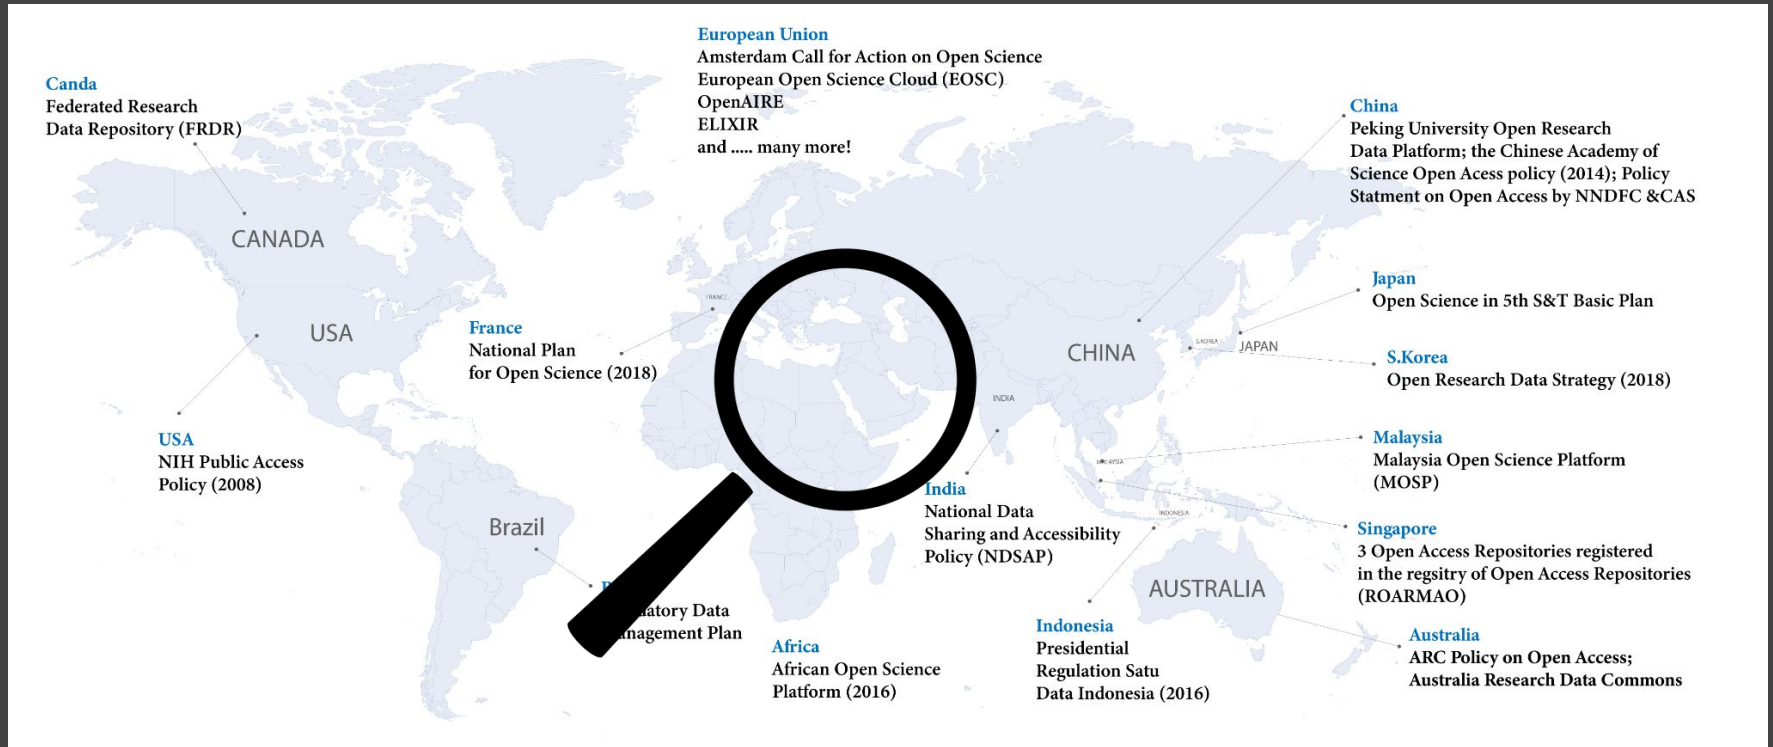 European Union
Amsterdam Call for Action on Open Science
European Open Science Cloud (EOSC)
OpenAIRE
ELIXIR
and ..... many more!
Canda
Federated Research
Data Repository (FRDR)
China
Peking University Open Research
Data Platform; the Chinese Academy of
Science Open Acess policy (2014); Policy
Statment on Open Access by NNDFC &CAS
CANADA
Japan
Open Science in 5th S&T Basic Plan
FRANCE
France
National Plan
for Open Science (2018)
USA
CHINA
S.KOREA
JAPAN
S.Korea
Open Research Data Strategy (2018)
INDIA
USA
NIH Public Access
Policy (2008)
MALAYSIA
Malaysia
Malaysia Open Science Platform
(MOSP)
India
National Data
Sharing and Accessibility
Policy (NDSAP)
INDONESIA
Singapore
3 Open Access Repositories registered
in the regsitry of Open Access Repositories
(ROARMAO)
Brazil
Data
Plan
AUSTRALIA
Africa
African Open Science
Platform (2016)
Indonesia
Presidential
Regulation Satu
Data Indonesia (2016)
Australia
ARC Policy on Open Access;
Australia Research Data Commons